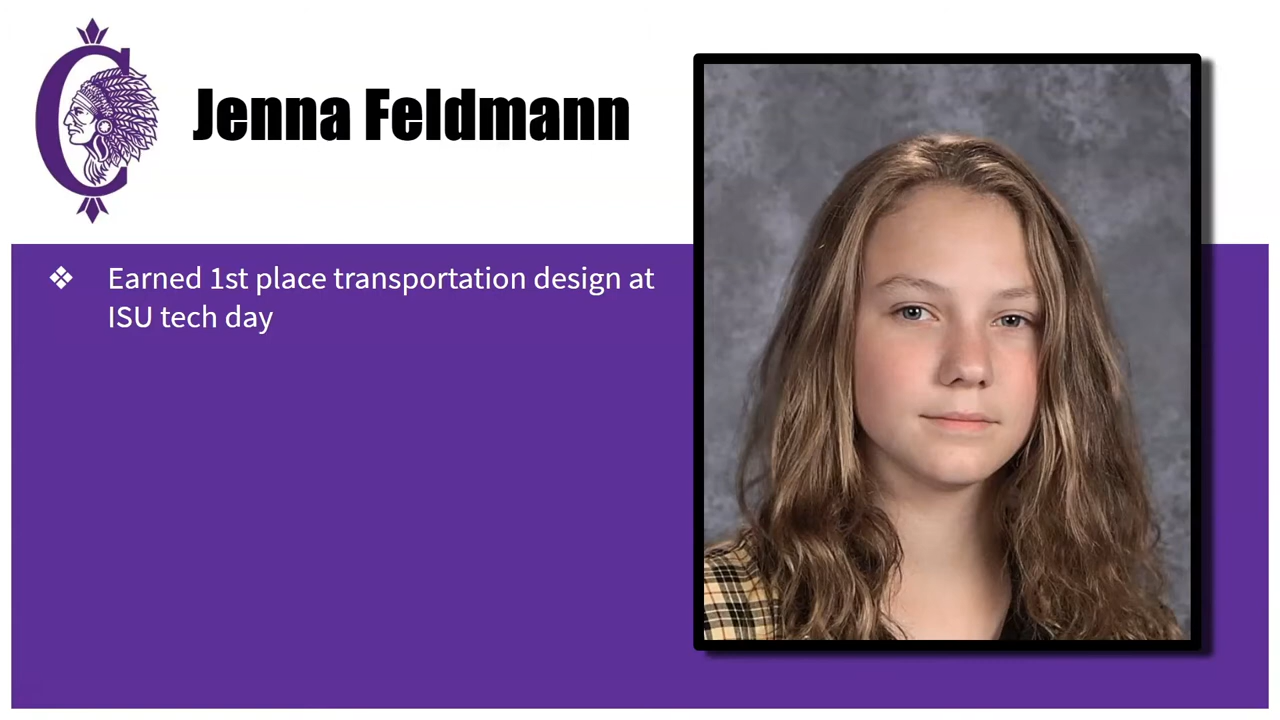 Jenna Feldmann
❖ Earned 1st place transportation design at
ISU tech day